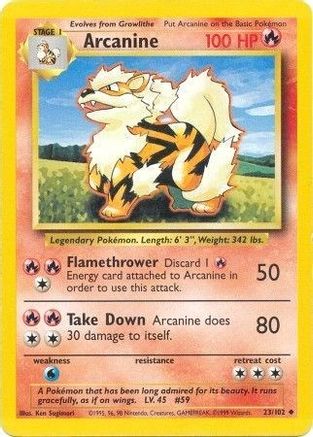 Evolves from Growlithe Put Arcanine on the Basic Pokémon
STAGE 1
Arcanine 100 HP
Legendary Pokémon. Length: 6' 3", Weight: 342 lbs.
Flamethrower Discard 1
Energy card attached to Arcanine in
order to use this attack.
50
Take Down Arcanine does
30 damage to itself.
80
weakness resistance retreat cost
A Pokémon that has been long admired for its beauty. It runs
gracefully, as if on wings. LV. 45 #59
Illus. Ken Sugimori ©1995, 96, 98 Nintendo, Creatures, GAMEFREAK. ©1999 Wizards. 23/102